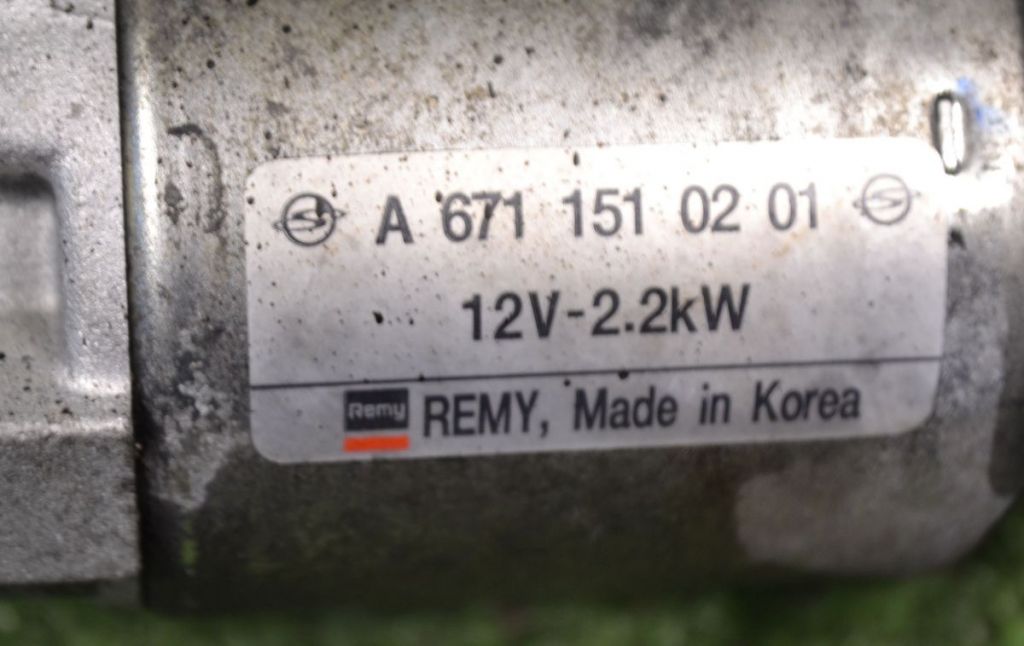 A 671 151 02 01
12V-2.2kW
Remy REMY, Made in Korea